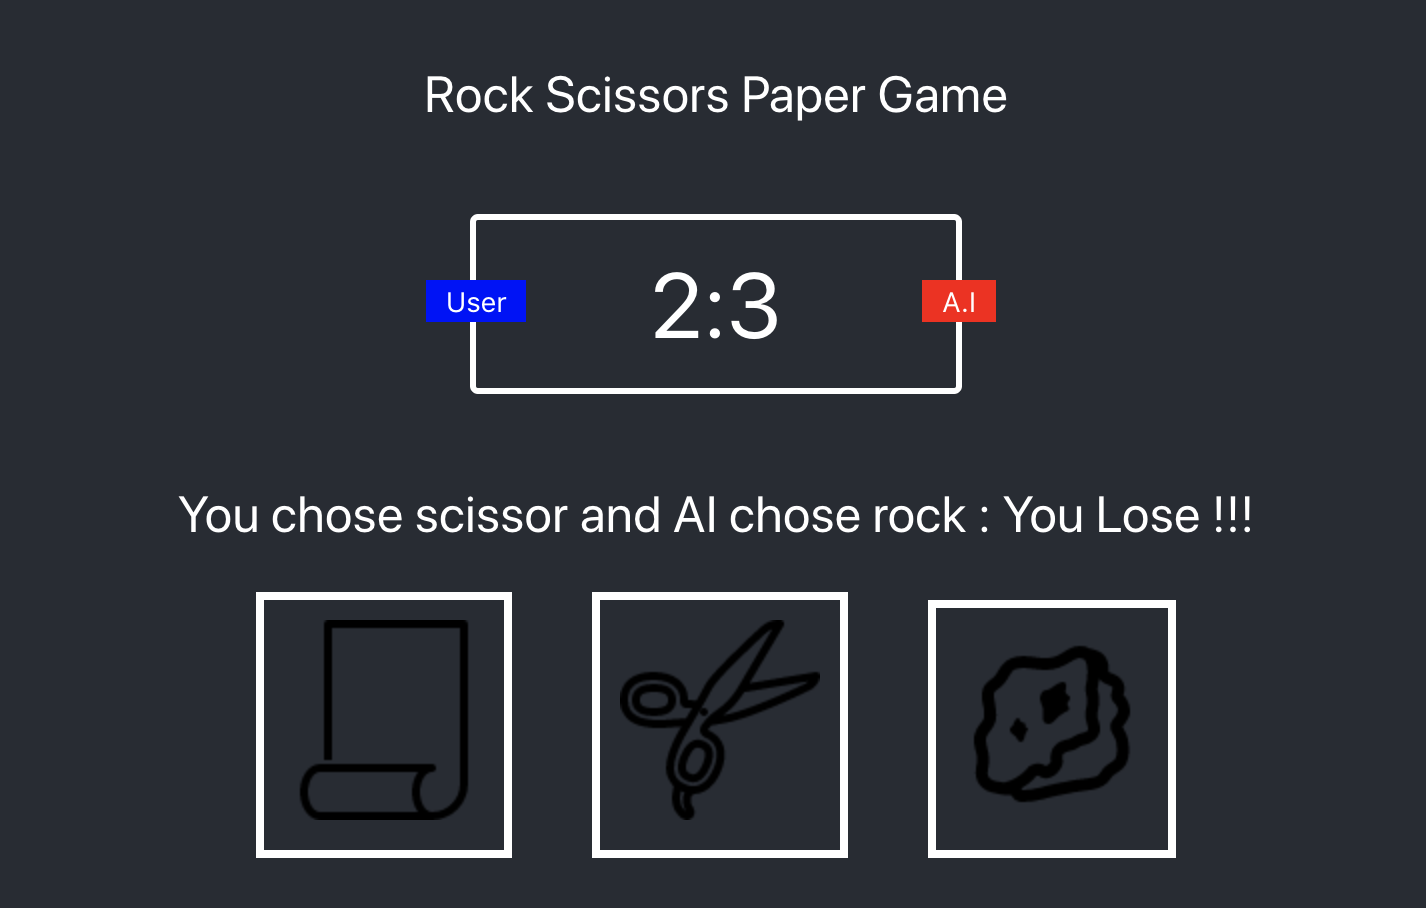 Rock Scissors Paper Game
User
2:3
A.I
You chose scissor and AI chose rock : You Lose !!!